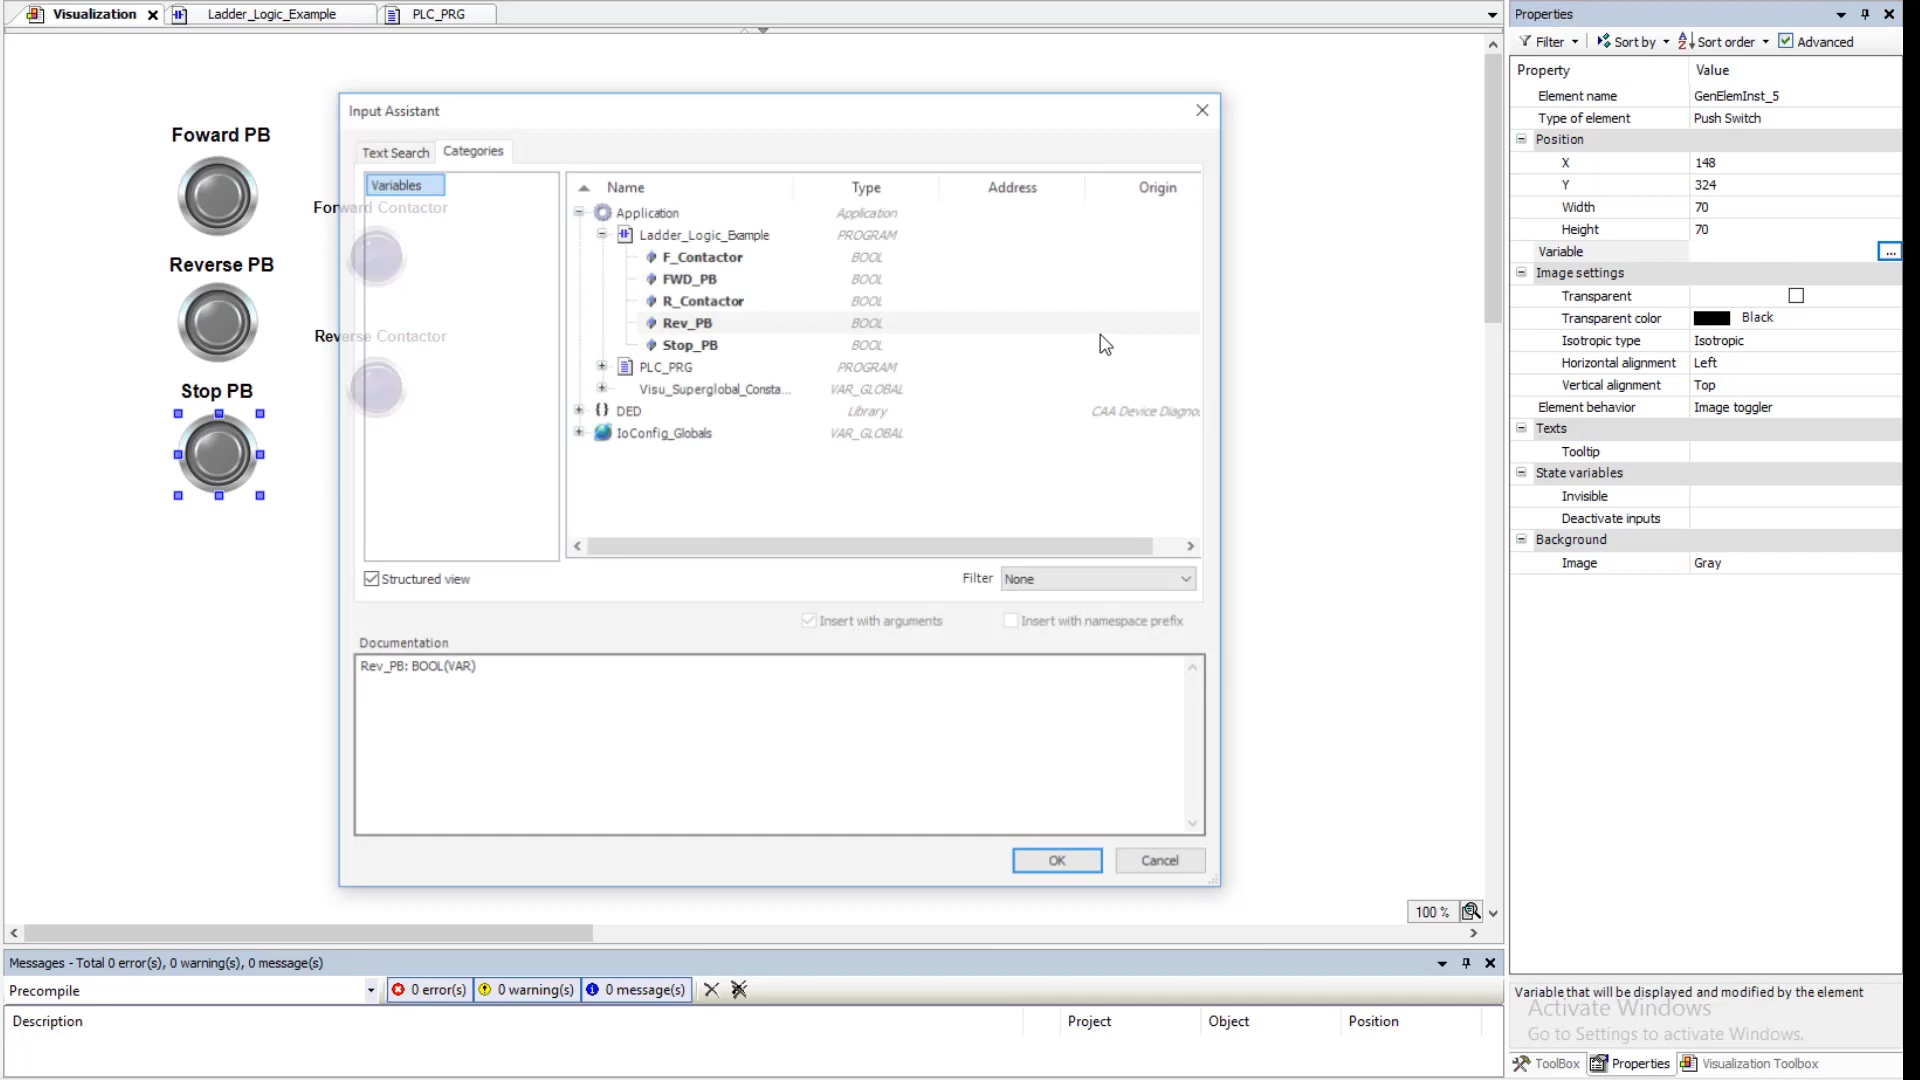 Visualization
Ladder_Logic_Example
PLC_PRG
Foward PB
Reverse PB
Stop PB
Forward Contactor
Reverse Contactor
Input Assistant
Text Search
Categories
Variables
Name Type Address Origin
Application Application
Ladder_Logic_Example PROGRAM
F_Contactor BOOL
FWD_PB BOOL
R_Contactor BOOL
Rev_PB BOOL
Stop_PB BOOL
PLC_PRG PROGRAM
Visu_Superglobal_Consta... VAR_GLOBAL
DED Library CAA Device Diagno
IoConfig_Globals VAR_GLOBAL
Structured view
Filter None
Insert with arguments
Insert with namespace prefix
Documentation
Rev_PB: BOOL(VAR)
OK
Cancel
100 %
Messages - Total 0 error(s), 0 warning(s), 0 message(s)
Precompile
0 error(s)
0 warning(s)
0 message(s)
Description Project Object Position
Properties
Filter
Sort by
Sort order
Advanced
Property Value
Element name GenElemInst_5
Type of element Push Switch
Position
X 148
Y 324
Width 70
Height 70
Variable ...
Image settings
Transparent
Transparent color Black
Isotropic type Isotropic
Horizontal alignment Left
Vertical alignment Top
Element behavior Image toggler
Texts
Tooltip
State variables
Invisible
Deactivate inputs
Background
Image Gray
Variable that will be displayed and modified by the element
Activate Windows
Go to Settings to activate Windows.
ToolBox
Properties
Visualization Toolbox